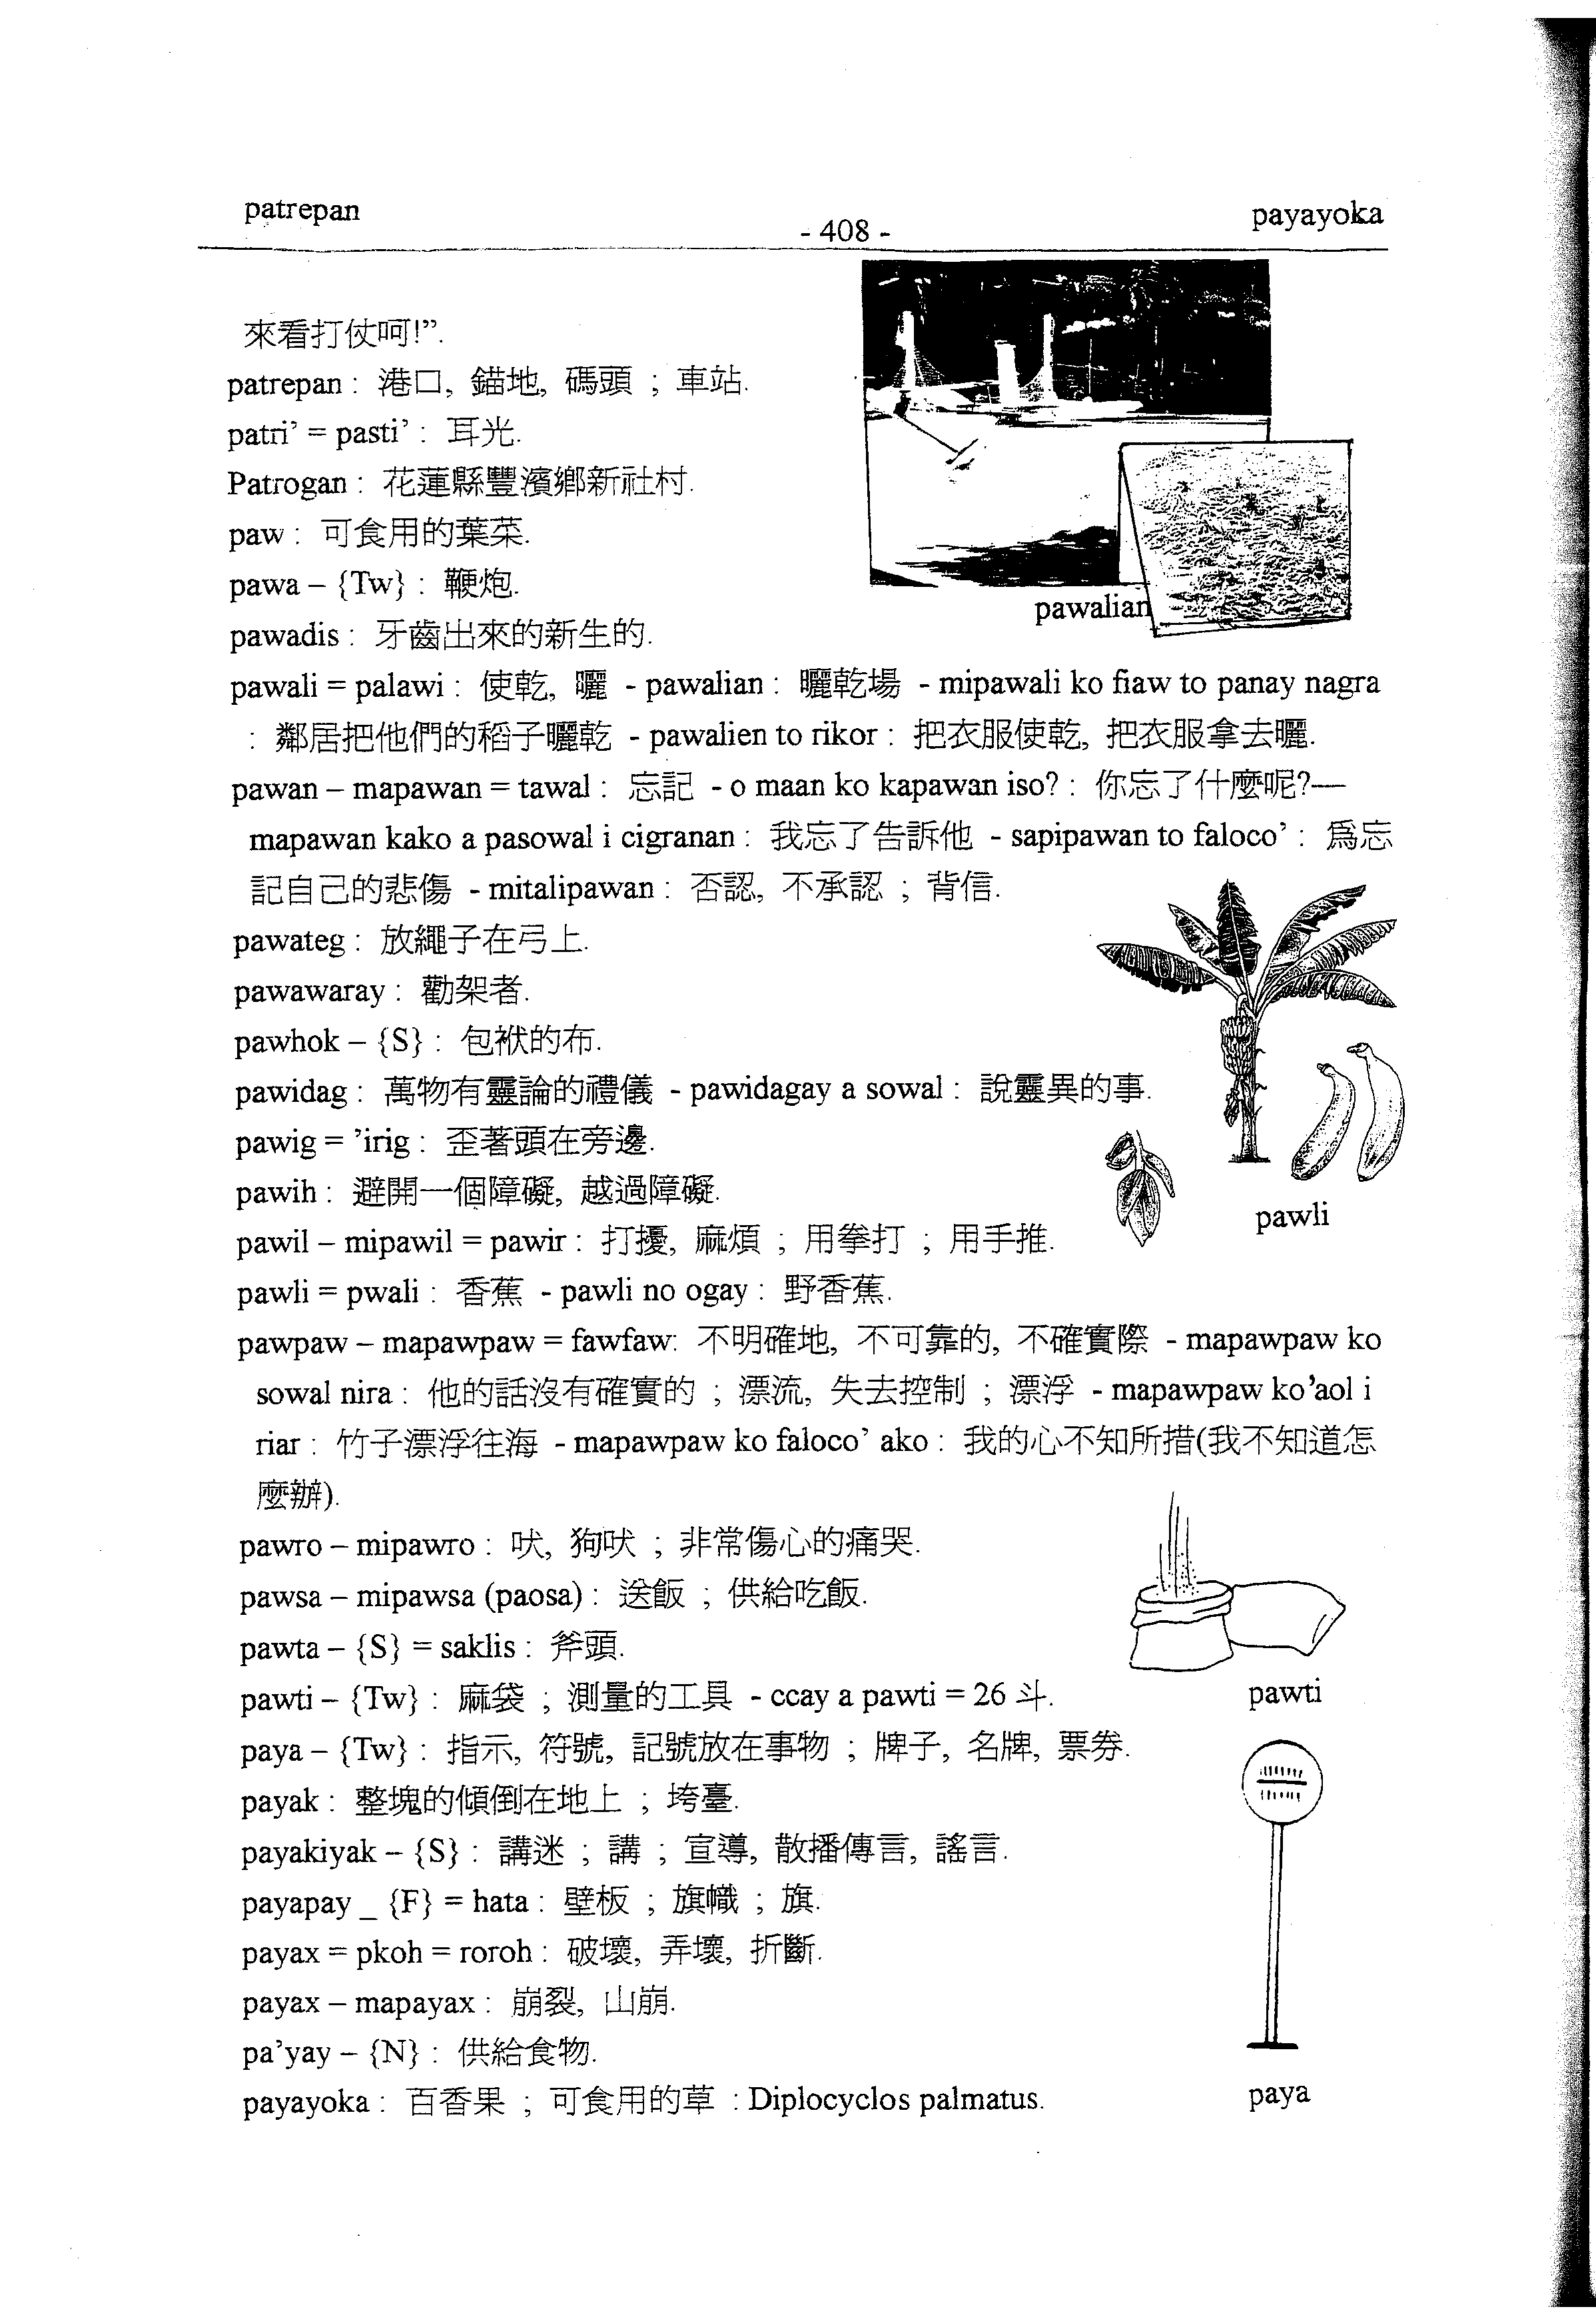 patrepan
- 408 -
payayoka
來看打仗呵!”.
patrepan : 港口, 錨地, 碼頭 ; 車站.
patri’ = pasti’ : 耳光.
Patrogan : 花蓮縣豐濱鄉新社村.
paw : 可食用的葉菜.
pawa – {Tw} : 鞭炮.
pawalian
pawadis : 牙齒出來的新生的.
pawali = palawi : 使乾, 曬 - pawalian : 曬乾場 - mipawali ko fiaw to panay nagra
: 鄰居把他們的稻子曬乾 - pawalien to rikor : 把衣服使乾, 把衣服拿去曬.
pawan – mapawan = tawal : 忘記 - o maan ko kapawan iso? : 你忘了什麼呢?—
mapawan kako a pasowal i cigranan : 我忘了告訴他 - sapipawan to faloco’ : 爲忘
記自己的悲傷 - mitalipawan : 否認, 不承認 ; 背信.
pawateg : 放繩子在弓上.
pawawaray : 勸架者.
pawhok – {S} : 包袱的布.
pawidag : 萬物有靈論的禮儀 - pawidagay a sowal : 說靈異的事.
pawig = ’irig : 歪著頭在旁邊.
pawih : 避開一個障礙, 越過障礙.
pawli
pawil – mipawil = pawir : 打擾, 麻煩 ; 用拳打 ; 用手推.
pawli = pwali : 香蕉 - pawli no ogay : 野香蕉.
pawpaw – mapawpaw = fawfaw: 不明確地, 不可靠的, 不確實際 - mapawpaw ko
sowal nira : 他的話沒有確實的 ; 漂流, 失去控制 ; 漂浮 - mapawpaw ko ’aol i
riar : 竹子漂浮往海 - mapawpaw ko faloco’ ako : 我的心不知所措(我不知道怎
麼辦).
pawro – mipawro : 吠, 狗吠 ; 非常傷心的痛哭.
pawsa – mipawsa (paosa) : 送飯 ; 供給吃飯.
pawta – {S} = saklis : 斧頭.
pawti – {Tw} : 麻袋 ; 測量的工具 - ccay a pawti = 26 斗.
pawti
paya – {Tw} : 指示, 符號, 記號放在事物 ; 牌子, 名牌, 票券.
payak : 整塊的傾倒在地上 ; 垮臺.
payakiyak – {S} : 講迷 ; 講 ; 宣導, 散播傳言, 謠言.
payapay _ {F} = hata : 壁板 ; 旗幟 ; 旗.
payax = pkoh = roroh : 破壞, 弄壞, 折斷.
payax – mapayax : 崩裂, 山崩.
pa’yay – {N} : 供給食物.
payayoka : 百香果 ; 可食用的草 : Diplocyclos palmatus.
paya